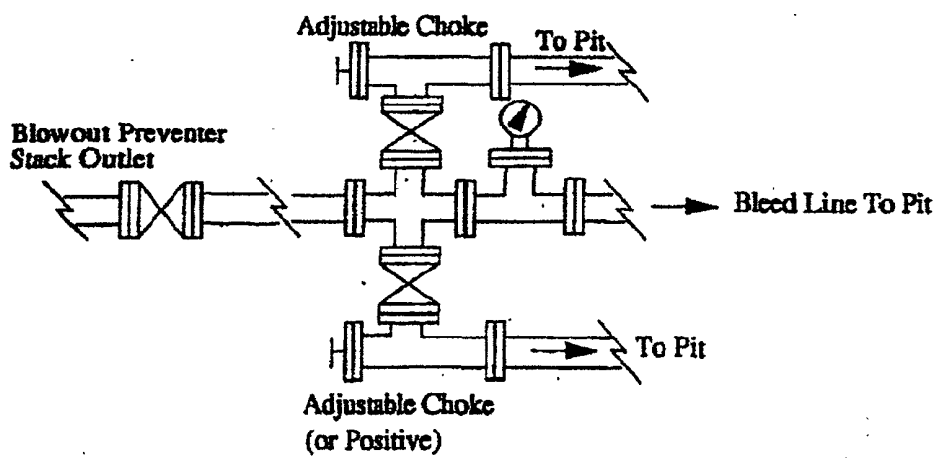 Adjustable Choke
To Pit
Blowout Preventer
Stack Outlet
Bleed Line To Pit
To Pit
Adjustable Choke
(or Positive)